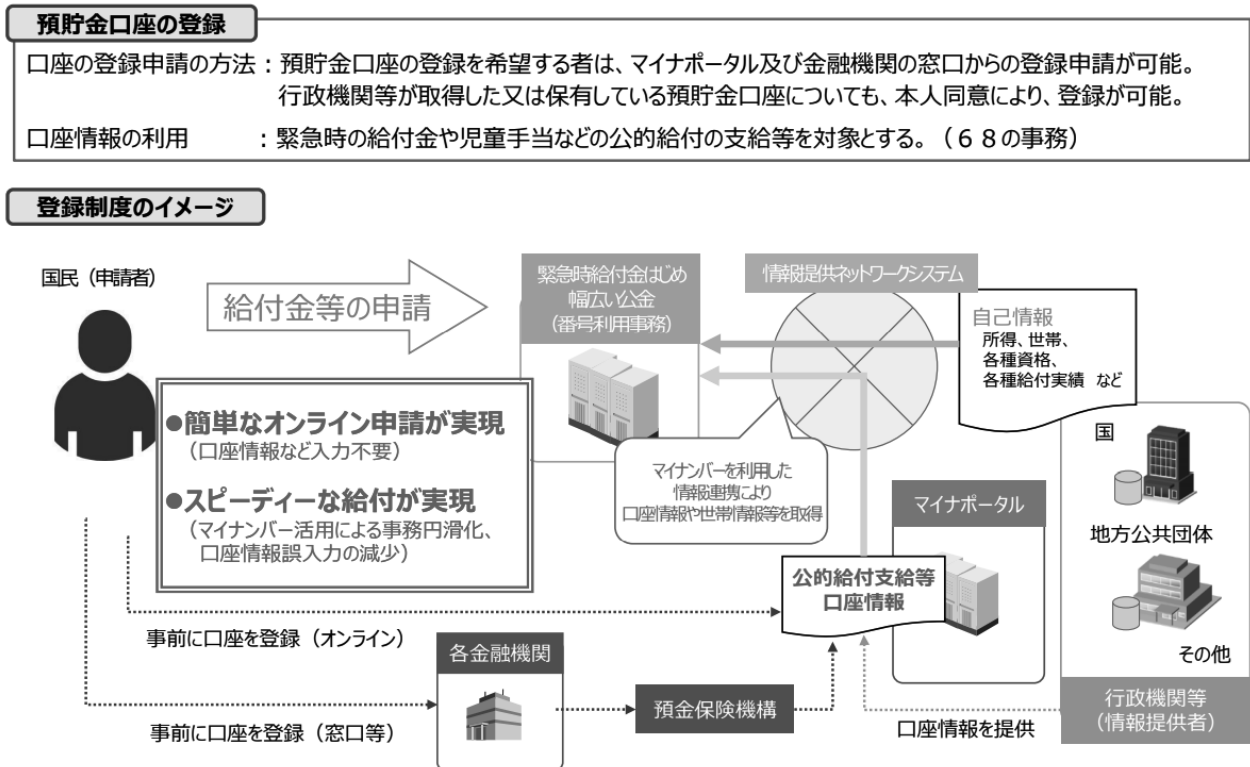 預貯金口座の登録
口座の登録申請の方法：預貯金口座の登録を希望する者は、マイナポータル及び金融機関の窓口からの登録申請が可能。
行政機関等が取得した又は保有している預貯金口座についても、本人同意により、登録が可能。
口座情報の利用　　　：緊急時の給付金や児童手当などの公的給付の支給等を対象とする。（６８の事務）
登録制度のイメージ
国民（申請者）
給付金等の申請
緊急時給付金はじめ
幅広い公金
（番号利用事務）
情報提供ネットワークシステム
自己情報
所得、世帯、
各種資格、
各種給付実績 など
●簡単なオンライン申請が実現
（口座情報など入力不要）
●スピーディーな給付が実現
（マイナンバー活用による事務円滑化、
口座情報誤入力の減少）
マイナンバーを利用した
情報連携により
口座情報や世帯情報等を取得
マイナポータル
国
地方公共団体
その他
公的給付支給等
口座情報
事前に口座を登録（オンライン）
各金融機関
預金保険機構
行政機関等
（情報提供者）
事前に口座を登録（窓口等）
口座情報を提供